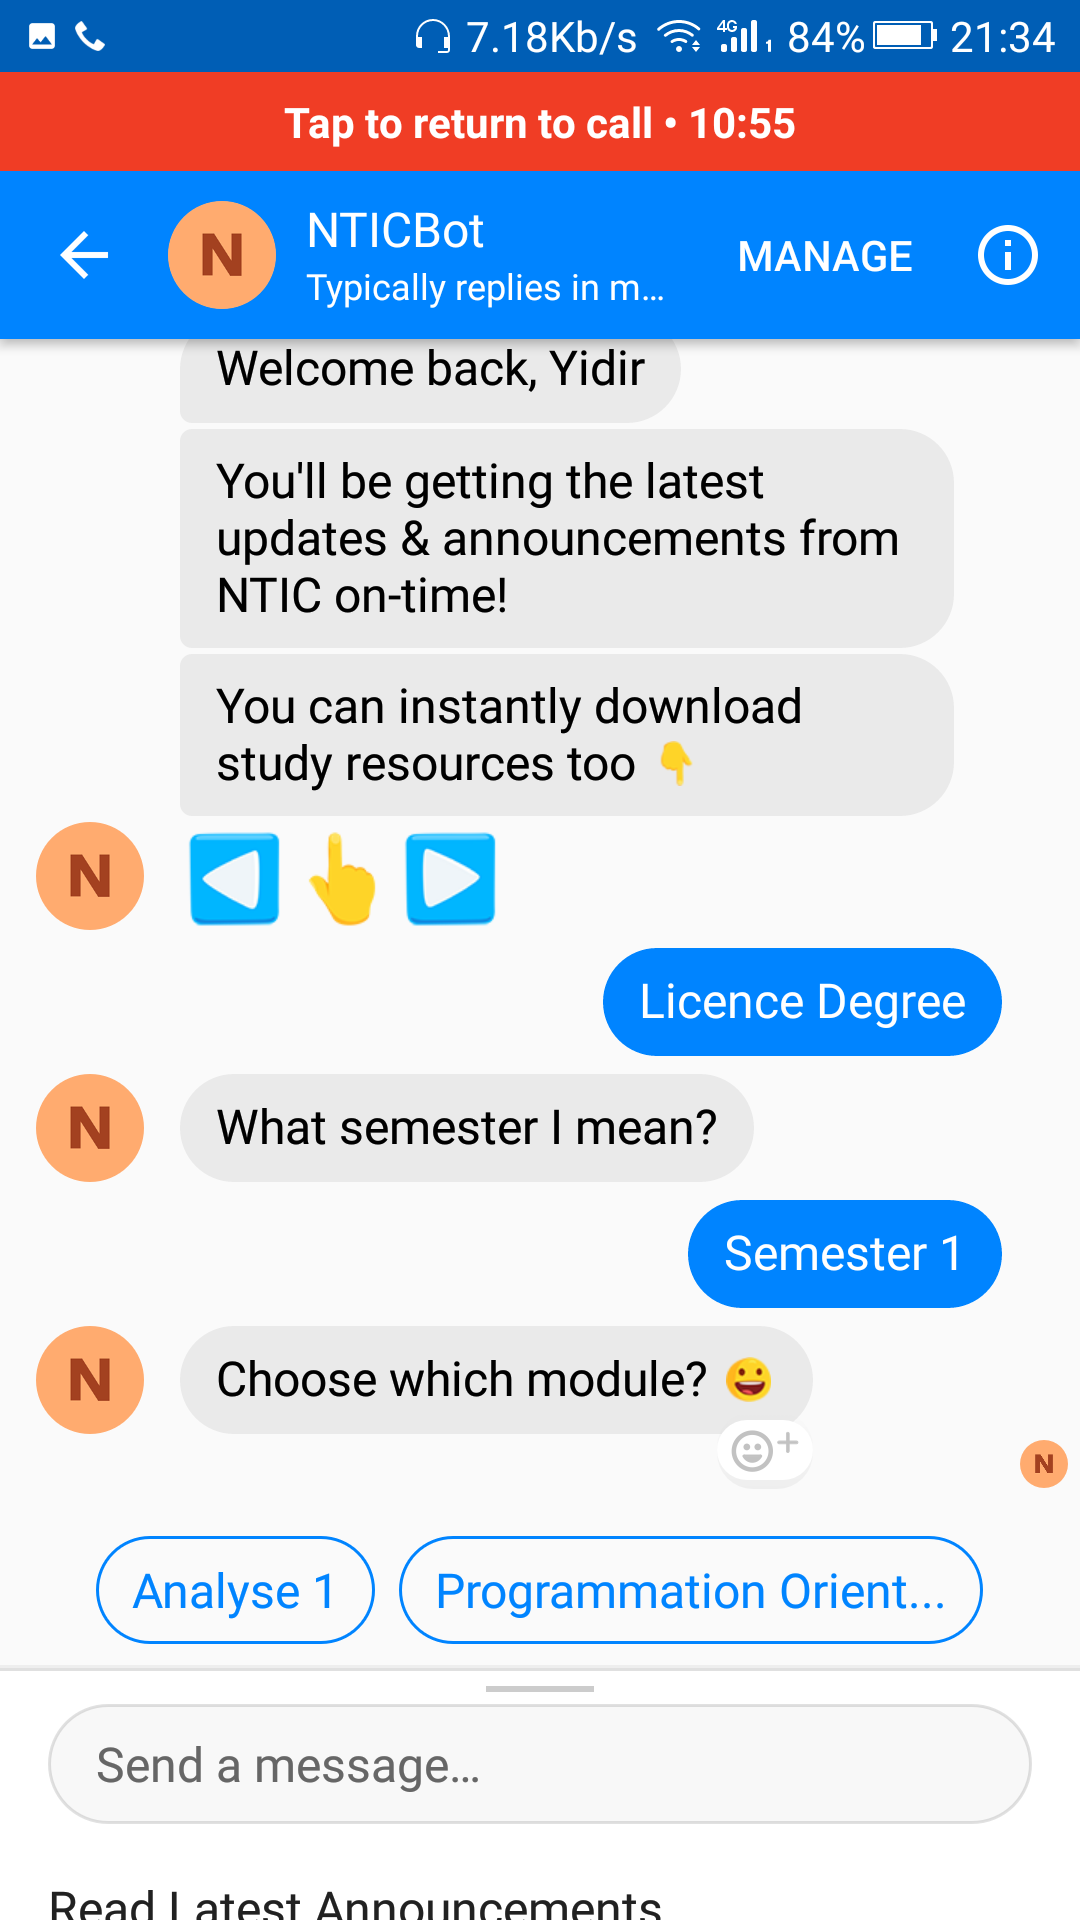 7.18Kb/s 4G 1 84% 21:34
Tap to return to call • 10:55
N
NTICBot
Typically replies in m...
MANAGE
Welcome back, Yidir
You'll be getting the latest
updates & announcements from
NTIC on-time!
You can instantly download
study resources too 👇
N
◀️ 👆 ▶️
Licence Degree
N
What semester I mean?
Semester 1
N
Choose which module? 😀
N
Analyse 1
Programmation Orient...
Send a message...
Read Latest Announcements